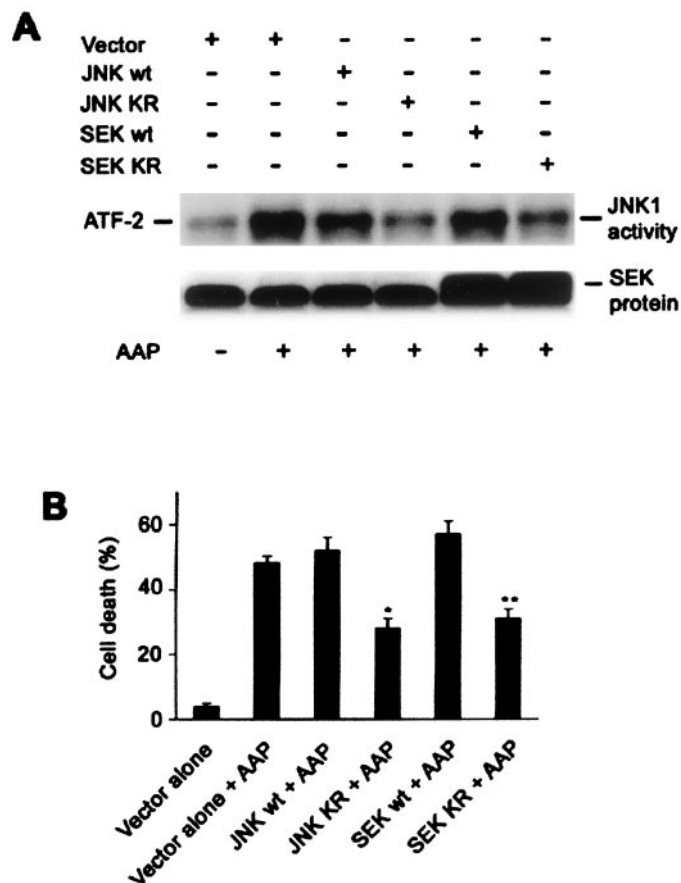 A
Vector + + – – – –
JNK wt – – + – – –
JNK KR – – – + – –
SEK wt – – – – + –
SEK KR – – – – – +
ATF-2 – – JNK1 activity
– SEK protein
AAP – + + + + +
B
Cell death (%)
60
40
20
0
*
**
Vector alone
Vector alone + AAP
JNK wt + AAP
JNK KR + AAP
SEK wt + AAP
SEK KR + AAP